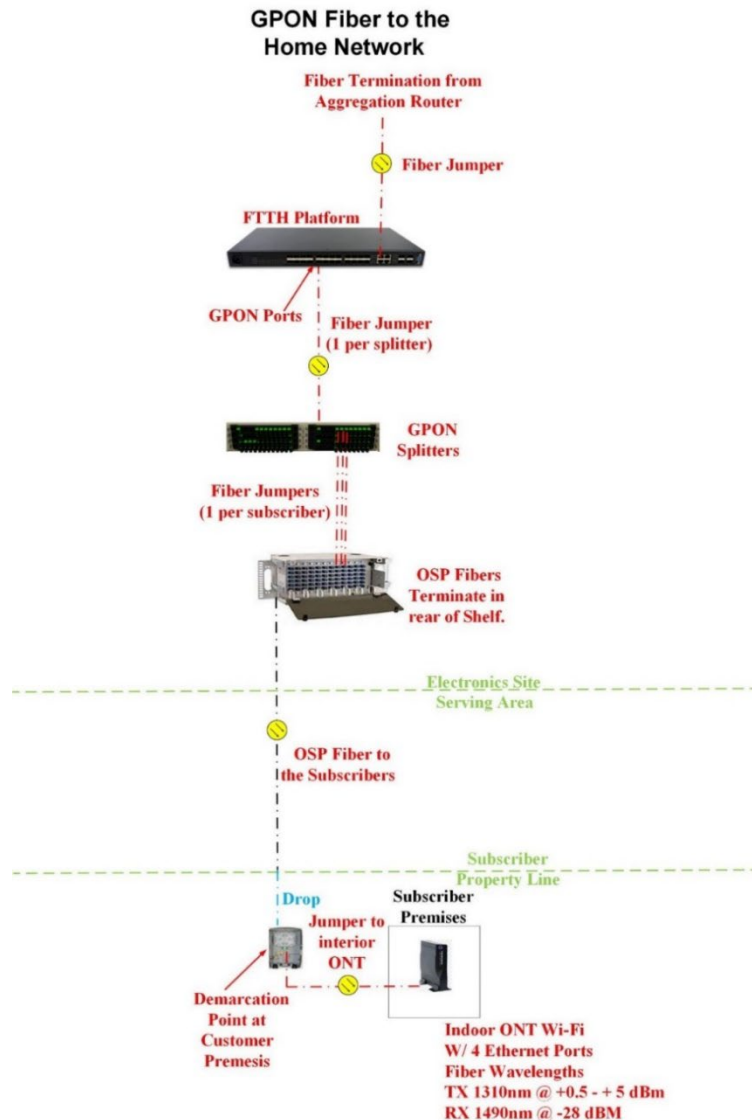 GPON Fiber to the
Home Network
Fiber Termination from
Aggregation Router
Fiber Jumper
FTTH Platform
GPON Ports
Fiber Jumper
(1 per splitter)
GPON
Splitters
Fiber Jumpers
(1 per subscriber)
OSP Fibers
Terminate in
rear of Shelf.
Electronics Site
Serving Area
OSP Fiber to
the Subscribers
Subscriber
Property Line
Drop
Subscriber
Premises
Jumper to
interior
ONT
Demarcation
Point at
Customer
Premesis
Indoor ONT Wi-Fi
W/ 4 Ethernet Ports
Fiber Wavelengths
TX 1310nm @ +0.5 - + 5 dBm
RX 1490nm @ -28 dBM